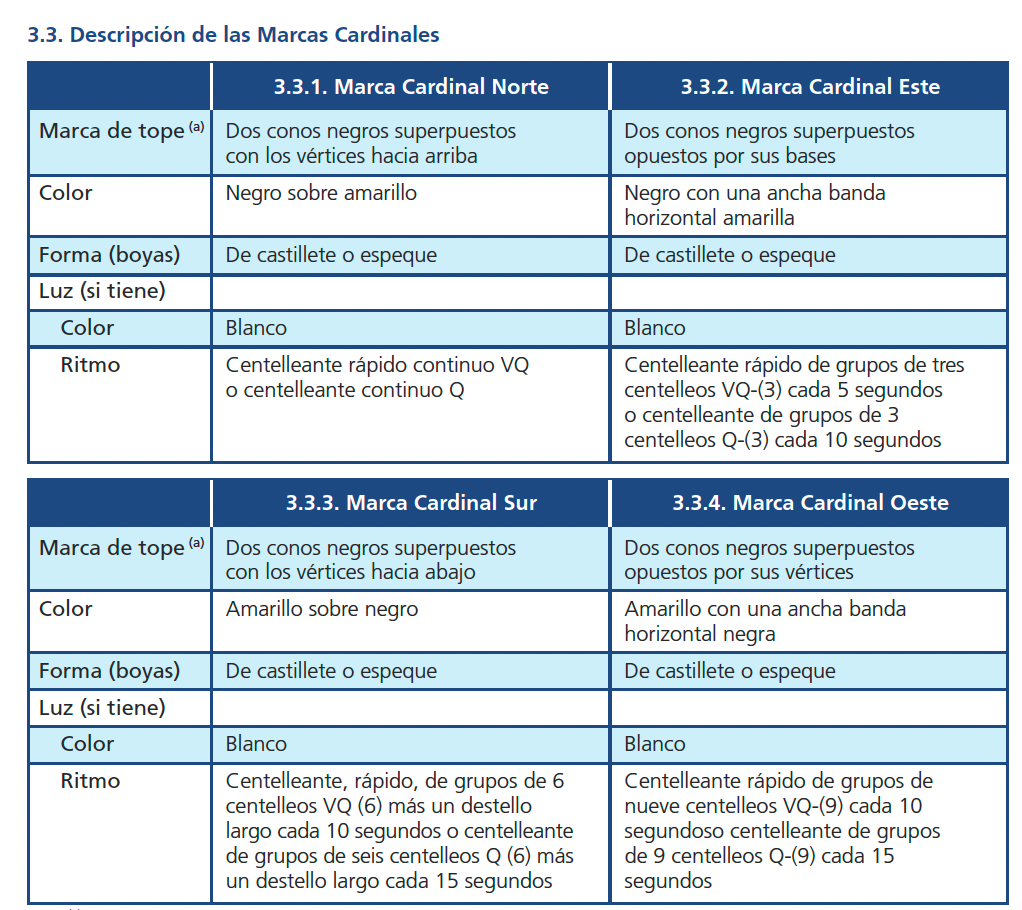 3.3. Descripción de las Marcas Cardinales
3.3.1. Marca Cardinal Norte
3.3.2. Marca Cardinal Este
Marca de tope (a)
Dos conos negros superpuestos
con los vértices hacia arriba
Dos conos negros superpuestos
opuestos por sus bases
Color
Negro sobre amarillo
Negro con una ancha banda
horizontal amarilla
Forma (boyas)
De castillete o espeque
De castillete o espeque
Luz (si tiene)
Color
Blanco
Blanco
Ritmo
Centelleante rápido continuo VQ
o centelleante continuo Q
Centelleante rápido de grupos de tres
centelleos VQ-(3) cada 5 segundos
o centelleante de grupos de 3
centelleos Q-(3) cada 10 segundos
3.3.3. Marca Cardinal Sur
3.3.4. Marca Cardinal Oeste
Marca de tope (a)
Dos conos negros superpuestos
con los vértices hacia abajo
Dos conos negros superpuestos
opuestos por sus vértices
Color
Amarillo sobre negro
Amarillo con una ancha banda
horizontal negra
Forma (boyas)
De castillete o espeque
De castillete o espeque
Luz (si tiene)
Color
Blanco
Blanco
Ritmo
Centelleante, rápido, de grupos de 6
centelleos VQ (6) más un destello
largo cada 10 segundos o centelleante
de grupos de seis centelleos Q (6) más
un destello largo cada 15 segundos
Centelleante rápido de grupos de
nueve centelleos VQ-(9) cada 10
segundoso centelleante de grupos
de 9 centelleos Q-(9) cada 15
segundos